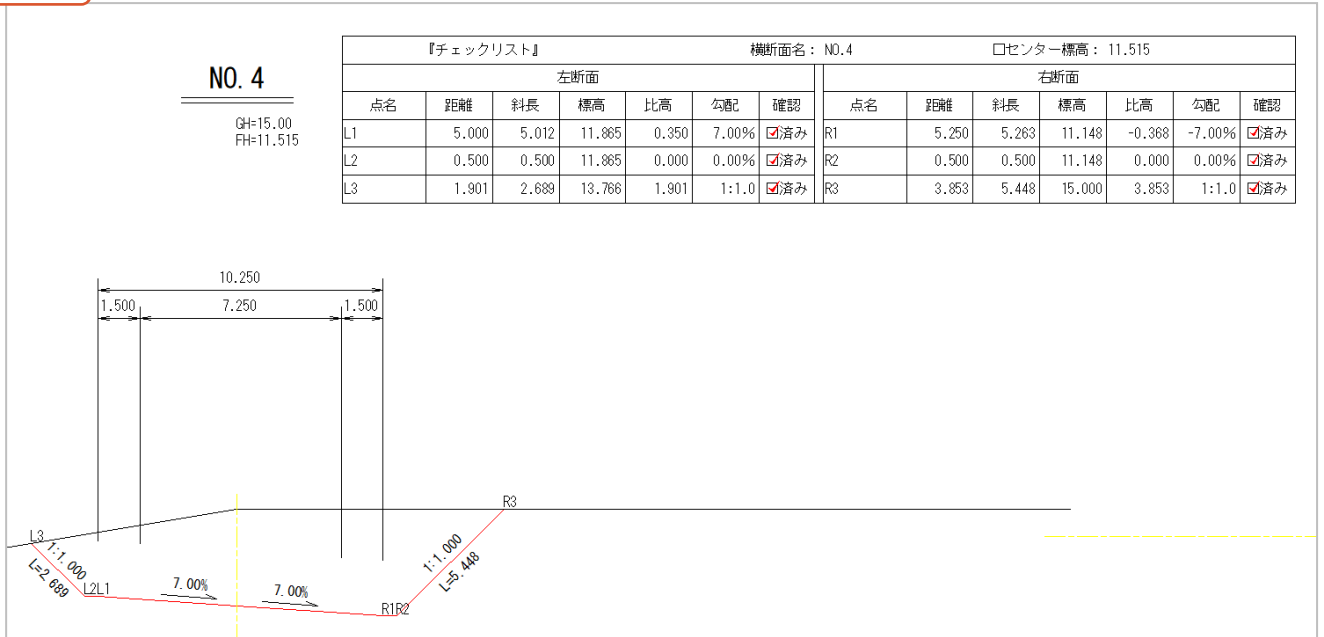 NO.4
GH=15.00
FH=11.515
『チェックリスト』 横断面名： NO.4 □センター標高： 11.515
左断面 右断面
点名 距離 斜長 標高 比高 勾配 確認 点名 距離 斜長 標高 比高 勾配 確認
L1 5.000 5.012 11.865 0.350 7.00% ☑済み R1 5.250 5.263 11.148 -0.368 -7.00% ☑済み
L2 0.500 0.500 11.865 0.000 0.00% ☑済み R2 0.500 0.500 11.148 0.000 0.00% ☑済み
L3 1.901 2.689 13.766 1.901 1:1.0 ☑済み R3 3.853 5.448 15.000 3.853 1:1.0 ☑済み
10.250
1.500 7.250 1.500
R3
L3
1:1.000
L=2.689
1:1.000
L=5.448
L2L1
7.00%
7.00%
R1R2